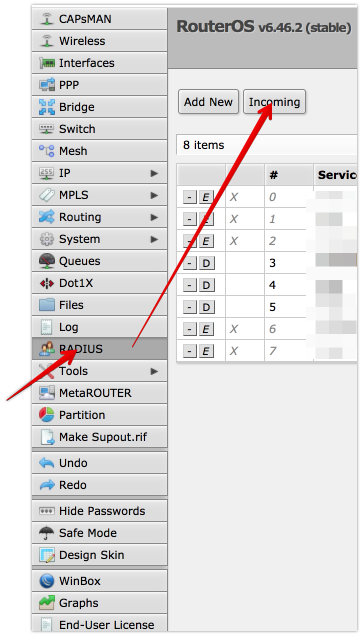 CAPsMAN
Wireless
Interfaces
PPP
Bridge
Switch
Mesh
IP
MPLS
Routing
System
Queues
Dot1X
Files
Log
RADIUS
Tools
MetaROUTER
Partition
Make Supout.rif
Undo
Redo
Hide Passwords
Safe Mode
Design Skin
WinBox
Graphs
End-User License
RouterOS v6.46.2 (stable)
Add New Incoming
8 items
# Service
- E X 0
- E X 1
- E X 2
- D 3
- D 4
- D 5
- E X 6
- E X 7